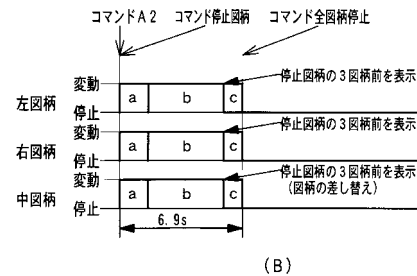 コマンドA2
コマンド停止図柄
コマンド全図柄停止
左図柄
変動
停止
a
b
c
停止図柄の3図柄前を表示
右図柄
変動
停止
a
b
c
停止図柄の3図柄前を表示
中図柄
変動
停止
a
b
c
停止図柄の3図柄前を表示
(図柄の差し替え)
6.9s
(B)